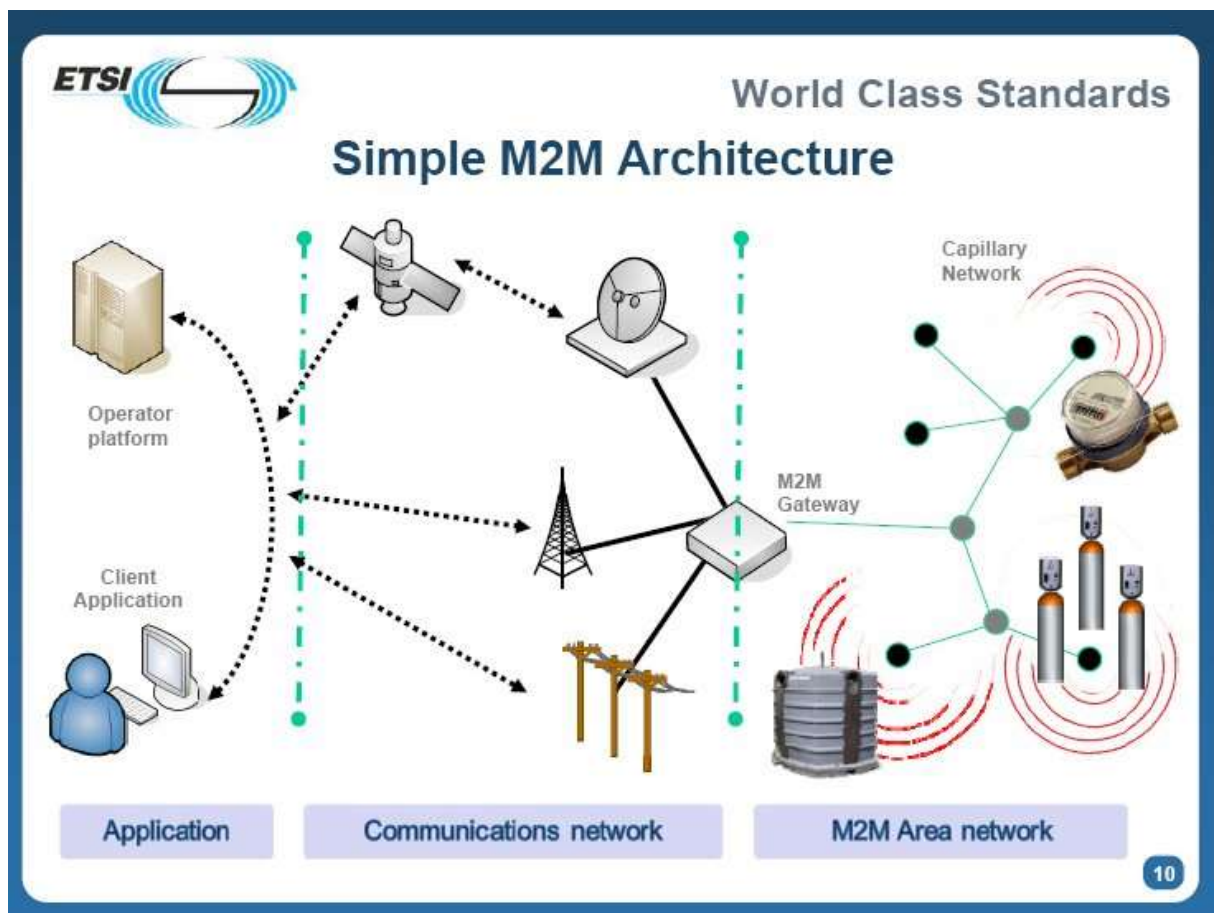 ETSI
World Class Standards
Simple M2M Architecture
Capillary
Network
Operator
platform
M2M
Gateway
Client
Application
Application
Communications network
M2M Area network
10